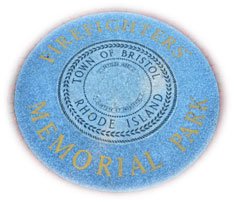 FIREFIGHTERS'
MEMORIAL PARK
TOWN OF BRISTOL
RHODE ISLAND